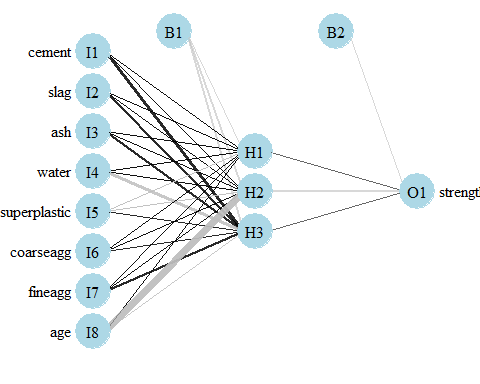 B1 B2
cement I1
slag I2
ash I3
H1
water I4
H2 O1 strength
superplastic I5
H3
coarseagg I6
fineagg I7
age I8